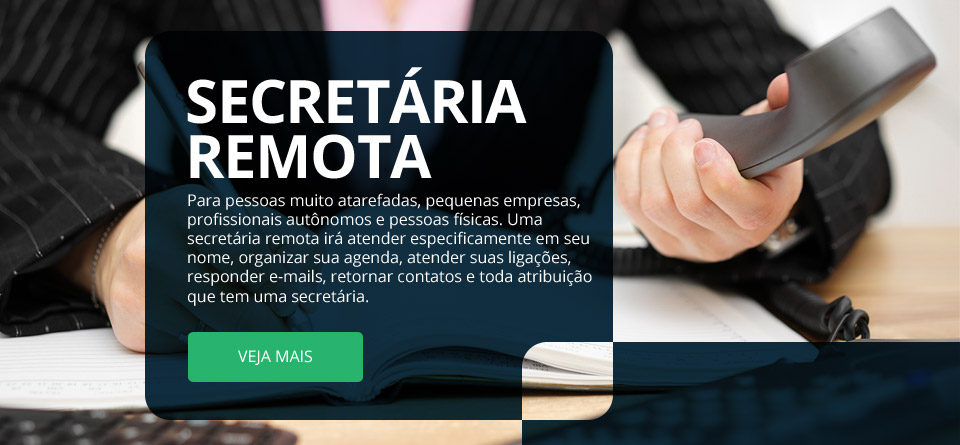 SECRETÁRIA
REMOTA
Para pessoas muito atarefadas, pequenas empresas,
profissionais autônomos e pessoas físicas. Uma
secretária remota irá atender especificamente em seu
nome, organizar sua agenda, atender suas ligações,
responder e-mails, retornar contatos e toda atribuição
que tem uma secretária.
VEJA MAIS